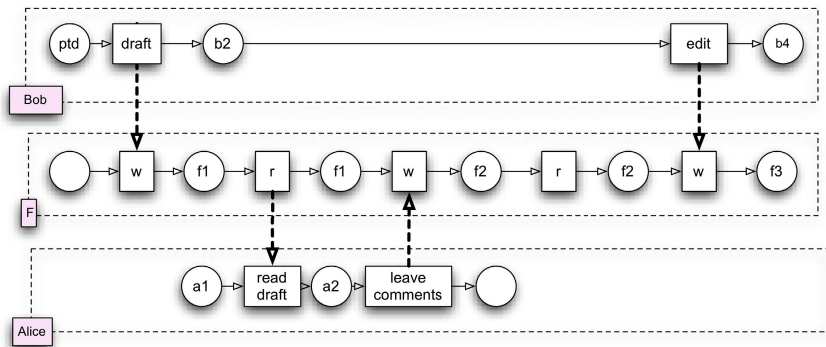 ptd
draft
b2
edit
b4
Bob
w
f1
r
f1
w
f2
r
f2
w
f3
F
a1
read
draft
a2
leave
comments
Alice